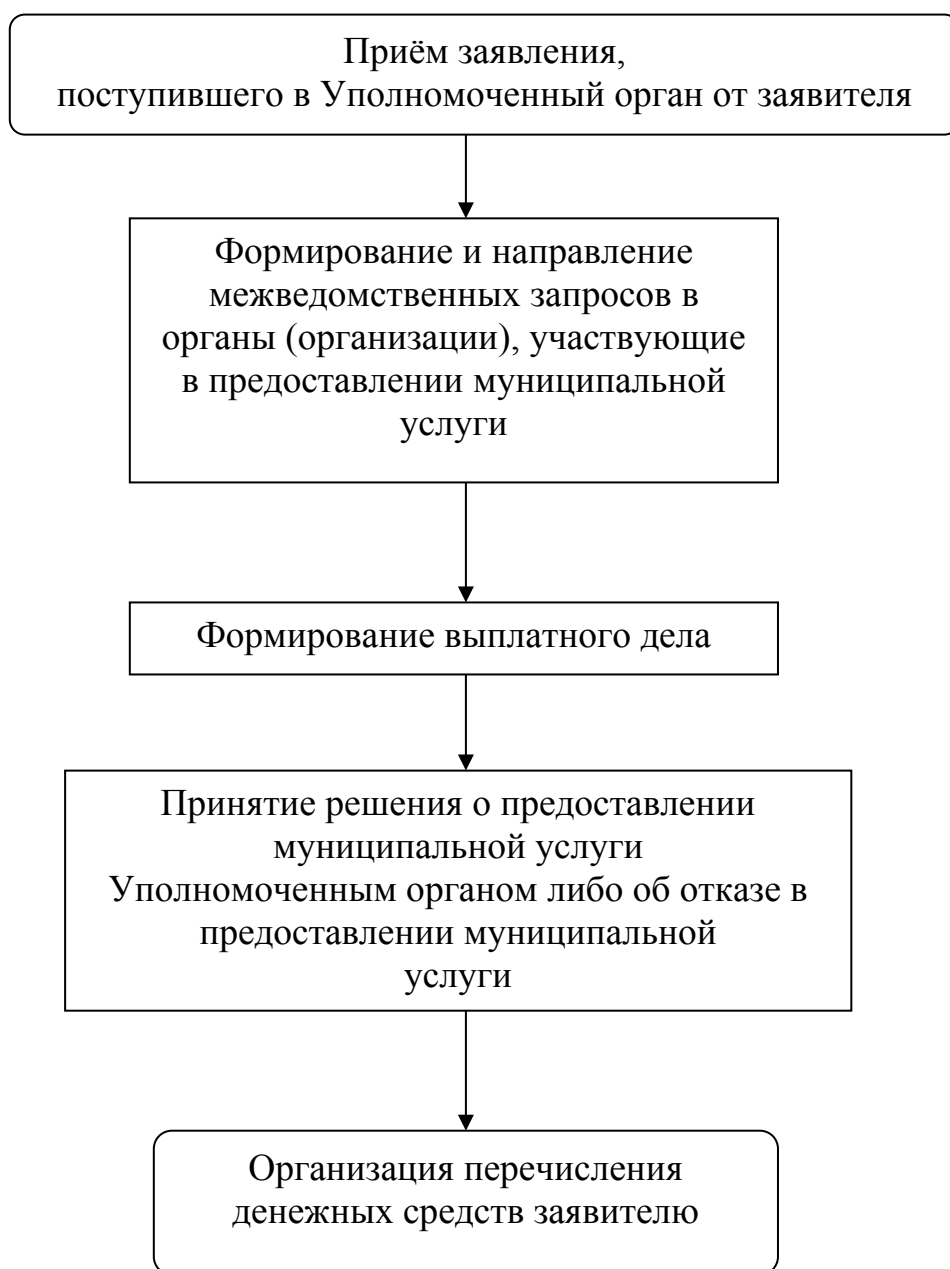 Приём заявления,
поступившего в Уполномоченный орган от заявителя
Формирование и направление
межведомственных запросов в
органы (организации), участвующие
в предоставлении муниципальной
услуги
Формирование выплатного дела
Принятие решения о предоставлении
муниципальной услуги
Уполномоченным органом либо об отказе в
предоставлении муниципальной
услуги
Организация перечисления
денежных средств заявителю